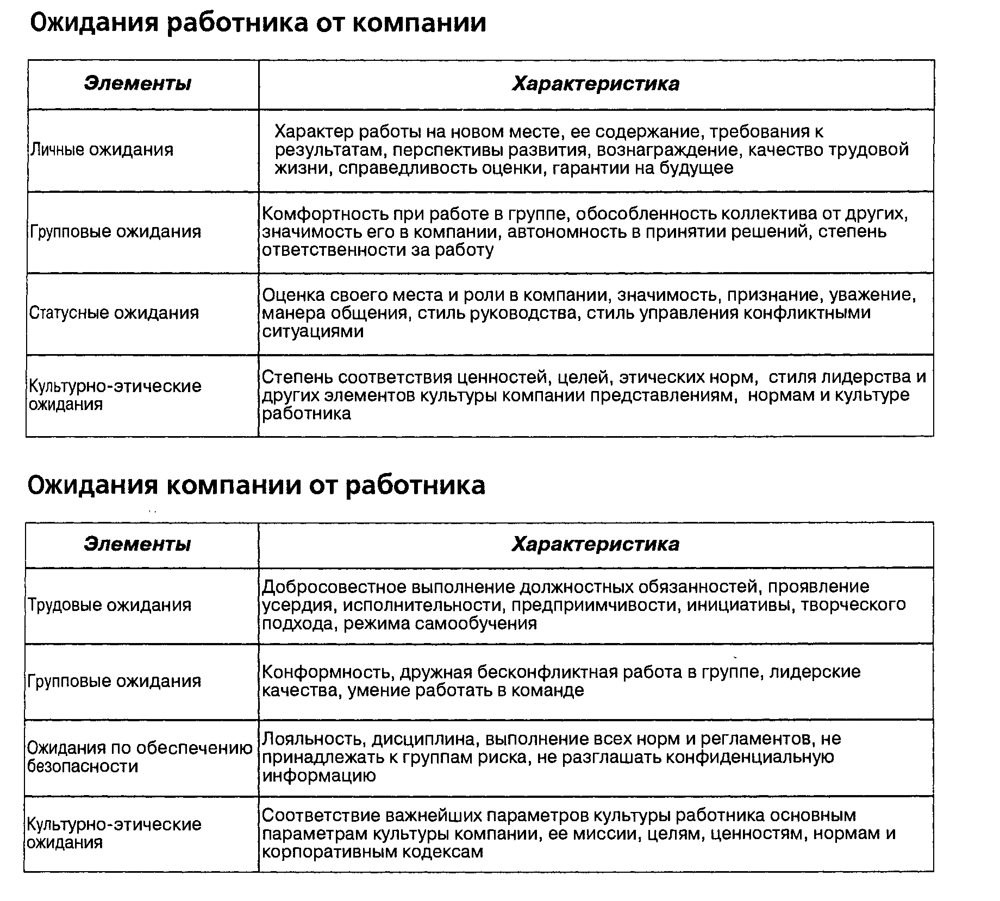 Ожидания работника от компании
Элементы Характеристика
Личные ожидания
Характер работы на новом месте, ее содержание, требования к
результатам, перспективы развития, вознаграждение, качество трудовой
жизни, справедливость оценки, гарантии на будущее
Групповые ожидания
Комфортность при работе в группе, обособленность коллектива от других,
значимость его в компании, автономность в принятии решений, степень
ответственности за работу
Статусные ожидания
Оценка своего места и роли в компании, значимость, признание, уважение,
манера общения, стиль руководства, стиль управления конфликтными
ситуациями
Культурно-этические
ожидания
Степень соответствия ценностей, целей, этических норм, стиля лидерства и
других элементов культуры компании представлениям, нормам и культуре
работника
Ожидания компании от работника
Элементы Характеристика
Трудовые ожидания
Добросовестное выполнение должностных обязанностей, проявление
усердия, исполнительности, предприимчивости, инициативы, творческого
подхода, режима самообучения
Групповые ожидания
Конформность, дружная бесконфликтная работа в группе, лидерские
качества, умение работать в команде
Ожидания по обеспечению
безопасности
Лояльность, дисциплина, выполнение всех норм и регламентов, не
принадлежать к группам риска, не разглашать конфиденциальную
информацию
Культурно-этические
ожидания
Соответствие важнейших параметров культуры работника основным
параметрам культуры компании, ее миссии, целям, ценностям, нормам и
корпоративным кодексам